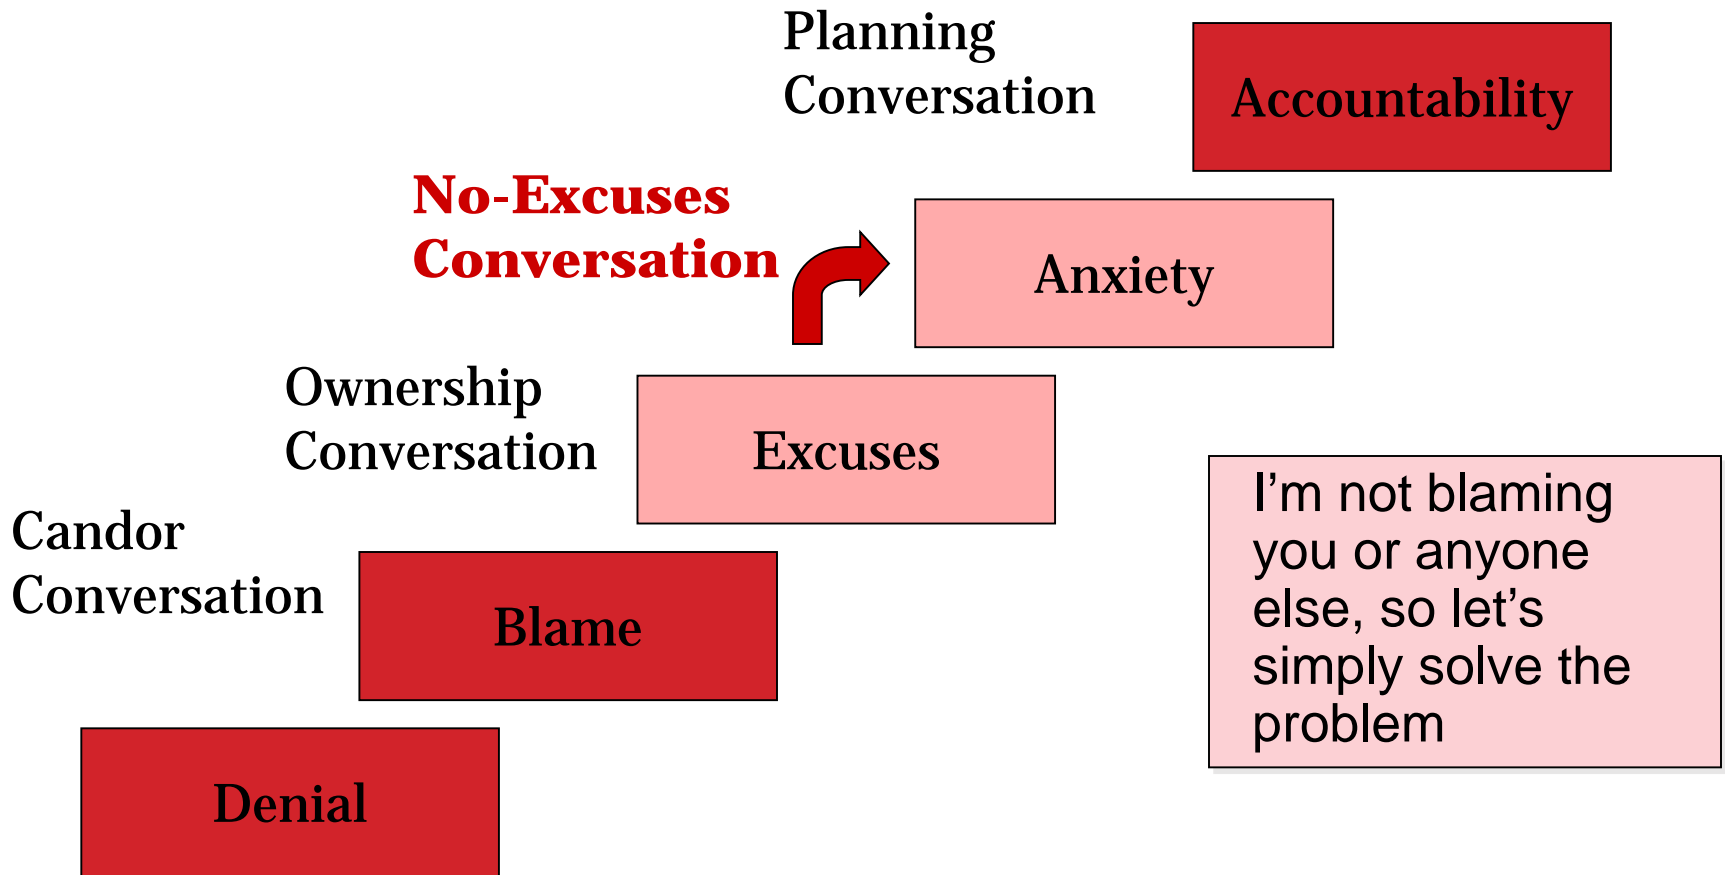 Planning
Conversation
Accountability
No-Excuses
Conversation
Anxiety
Ownership
Conversation
Excuses
Candor
Conversation
Blame
Denial
I’m not blaming
you or anyone
else, so let’s
simply solve the
problem